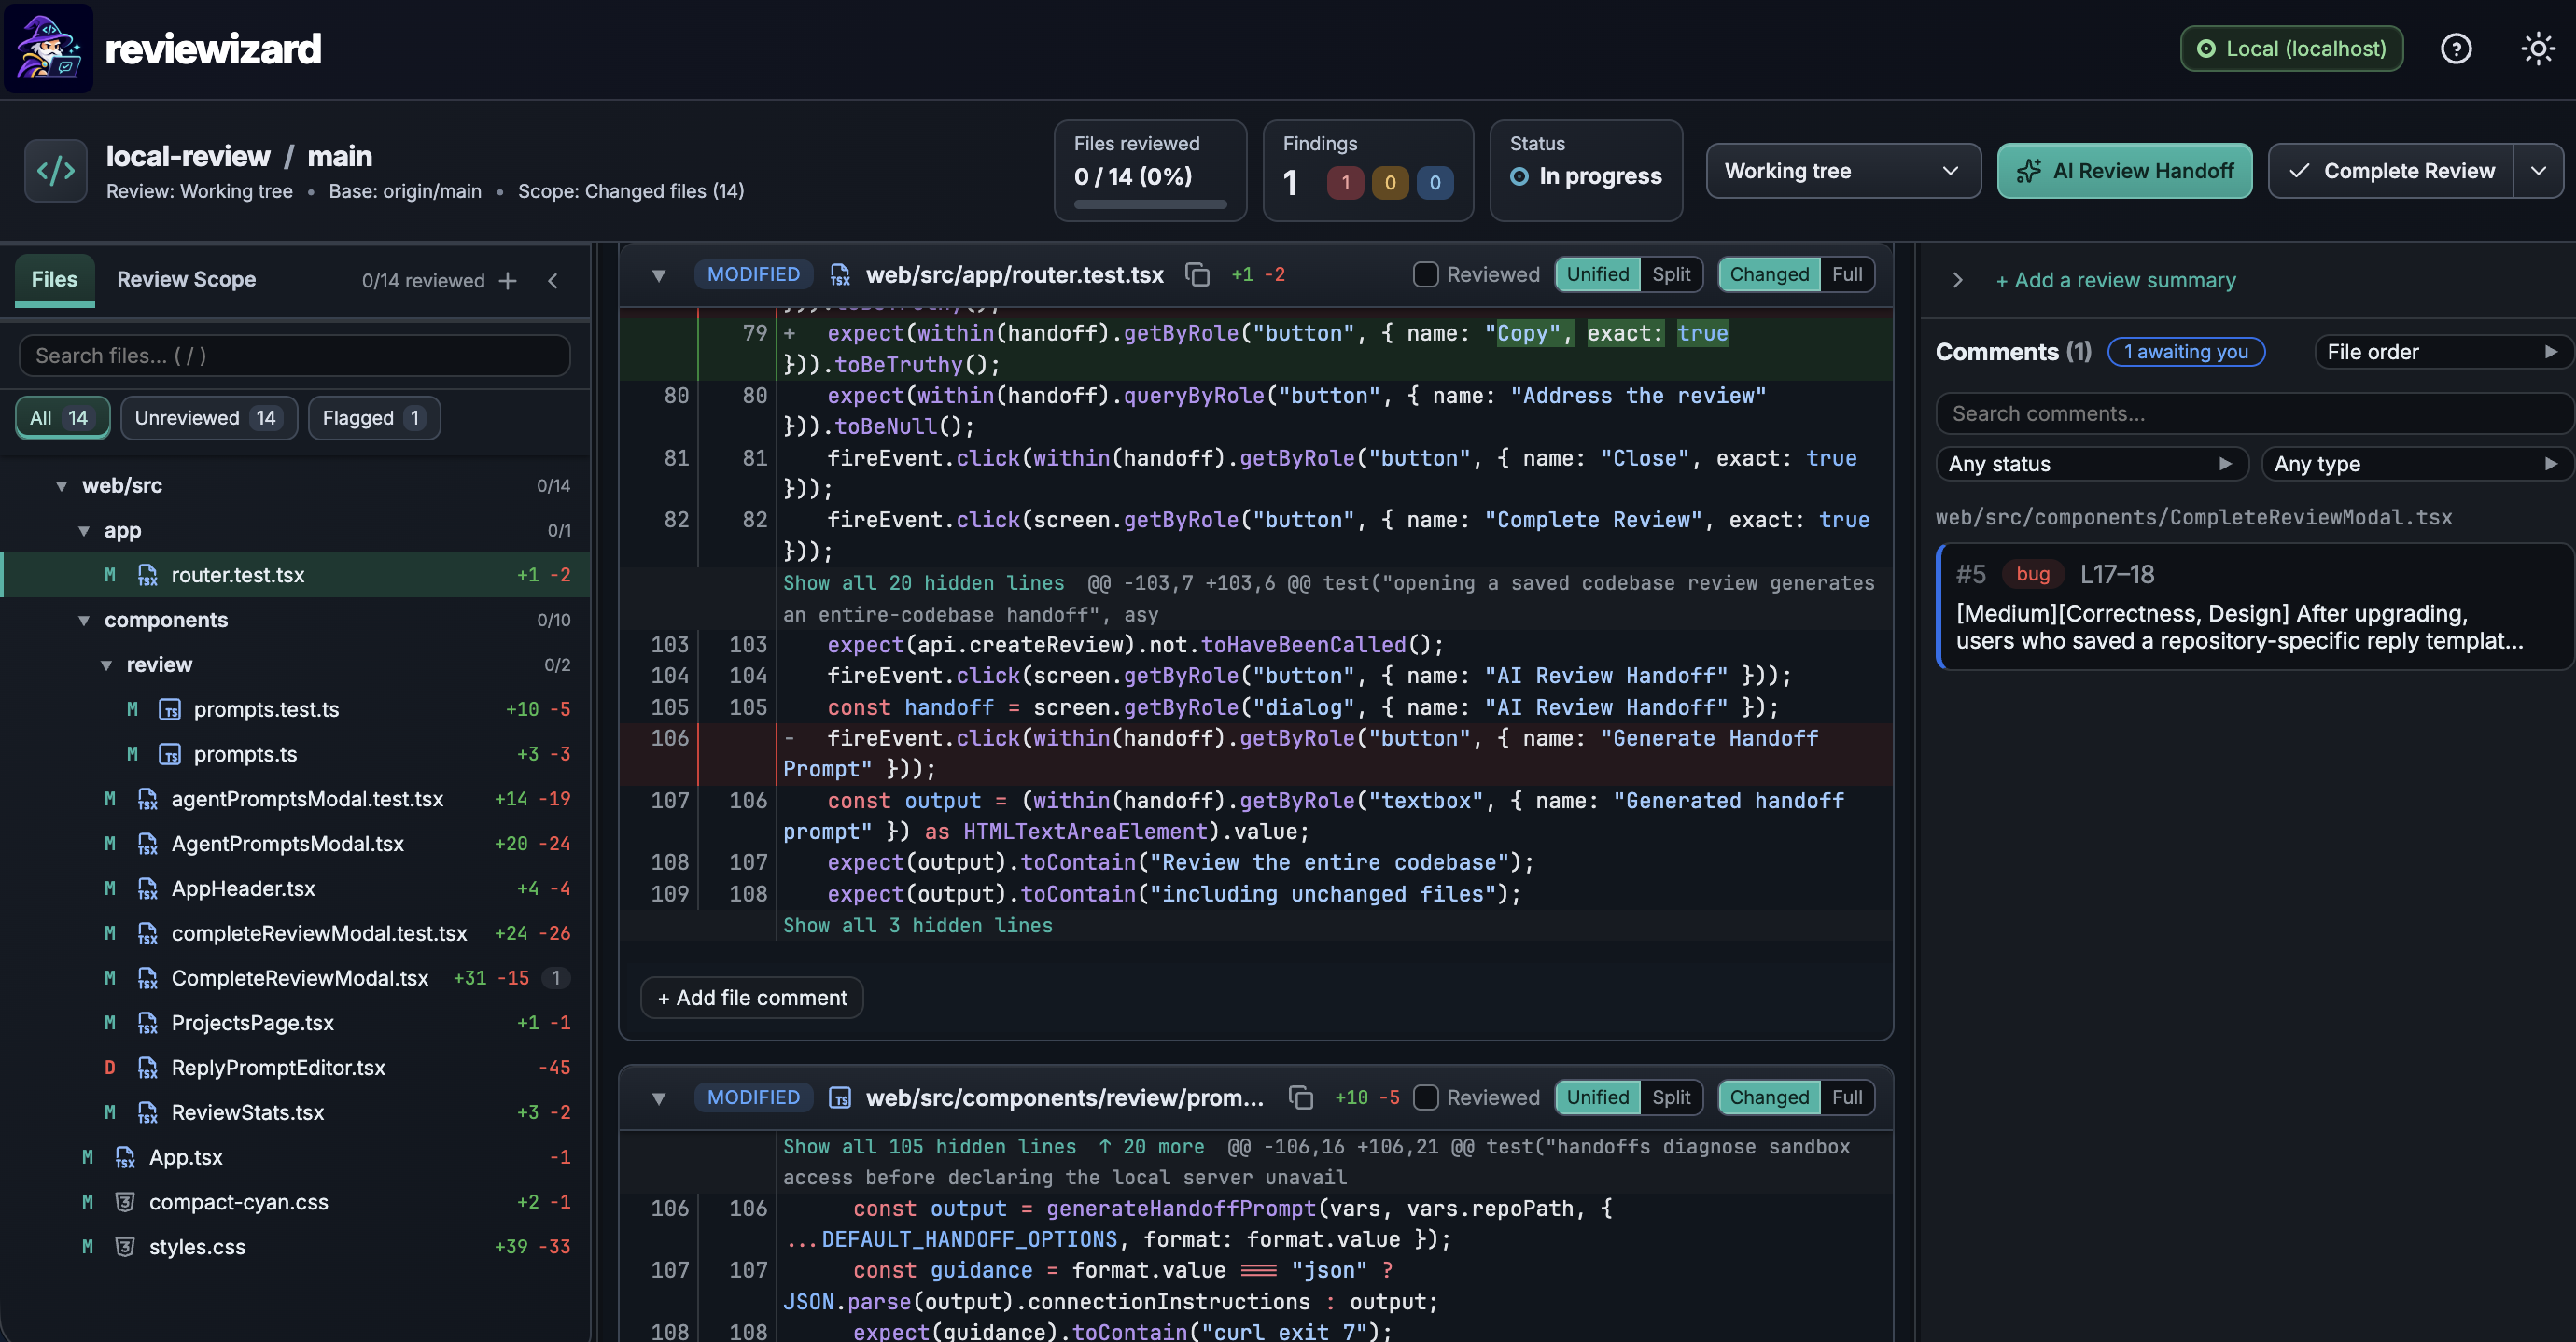 reviewizard
Local (localhost)
local-review / main
Review: Working tree • Base: origin/main • Scope: Changed files (14)
Files reviewed
0 / 14 (0%)
Findings
1 1 0 0
Status
In progress
Working tree
AI Review Handoff
Complete Review
Files
Review Scope
0/14 reviewed
Search files... ( / )
All 14
Unreviewed 14
Flagged 1
web/src 0/14
app 0/1
M router.test.tsx +1 -2
components 0/10
review 0/2
M prompts.test.ts +10 -5
M prompts.ts +3 -3
M agentPromptsModal.test.tsx +14 -19
M AgentPromptsModal.tsx +20 -24
M AppHeader.tsx +4 -4
M completeReviewModal.test.tsx +24 -26
M CompleteReviewModal.tsx +31 -15 1
M ProjectsPage.tsx +1 -1
D ReplyPromptEditor.tsx -45
M ReviewStats.tsx +3 -2
M App.tsx -1
M compact-cyan.css +2 -1
M styles.css +39 -33
MODIFIED web/src/app/router.test.tsx +1 -2 Reviewed Unified Split Changed Full
}})).toBeTruthy();
79 + expect(within(handoff).getByRole("button", { name: "Copy", exact: true
})).toBeTruthy();
80 80 expect(within(handoff).queryByRole("button", { name: "Address the review"
})).toBeNull();
81 81 fireEvent.click(within(handoff).getByRole("button", { name: "Close", exact: true
}));
82 82 fireEvent.click(screen.getByRole("button", { name: "Complete Review", exact: true
}));
Show all 20 hidden lines @@ -103,7 +103,6 @@ test("opening a saved codebase review generates
an entire-codebase handoff", asy
103 103 expect(api.createReview).not.toHaveBeenCalled();
104 104 fireEvent.click(screen.getByRole("button", { name: "AI Review Handoff" }));
105 105 const handoff = screen.getByRole("dialog", { name: "AI Review Handoff" });
106 - fireEvent.click(within(handoff).getByRole("button", { name: "Generate Handoff
Prompt" }));
107 106 const output = (within(handoff).getByRole("textbox", { name: "Generated handoff
prompt" }) as HTMLTextAreaElement).value;
108 107 expect(output).toContain("Review the entire codebase");
109 108 expect(output).toContain("including unchanged files");
Show all 3 hidden lines
+ Add file comment
MODIFIED web/src/components/review/prom... +10 -5 Reviewed Unified Split Changed Full
Show all 105 hidden lines ↑ 20 more @@ -106,16 +106,21 @@ test("handoffs diagnose sandbox
access before declaring the local server unavail
106 106 const output = generateHandoffPrompt(vars, vars.repoPath, {
...DEFAULT_HANDOFF_OPTIONS, format: format.value });
107 107 const guidance = format.value === "json" ?
JSON.parse(output).connectionInstructions : output;
108 108 expect(guidance).toContain("curl exit 7");
+ Add a review summary
Comments (1) 1 awaiting you File order
Search comments...
Any status
Any type
web/src/components/CompleteReviewModal.tsx
#5 bug L17–18
[Medium][Correctness, Design] After upgrading,
users who saved a repository-specific reply templat...